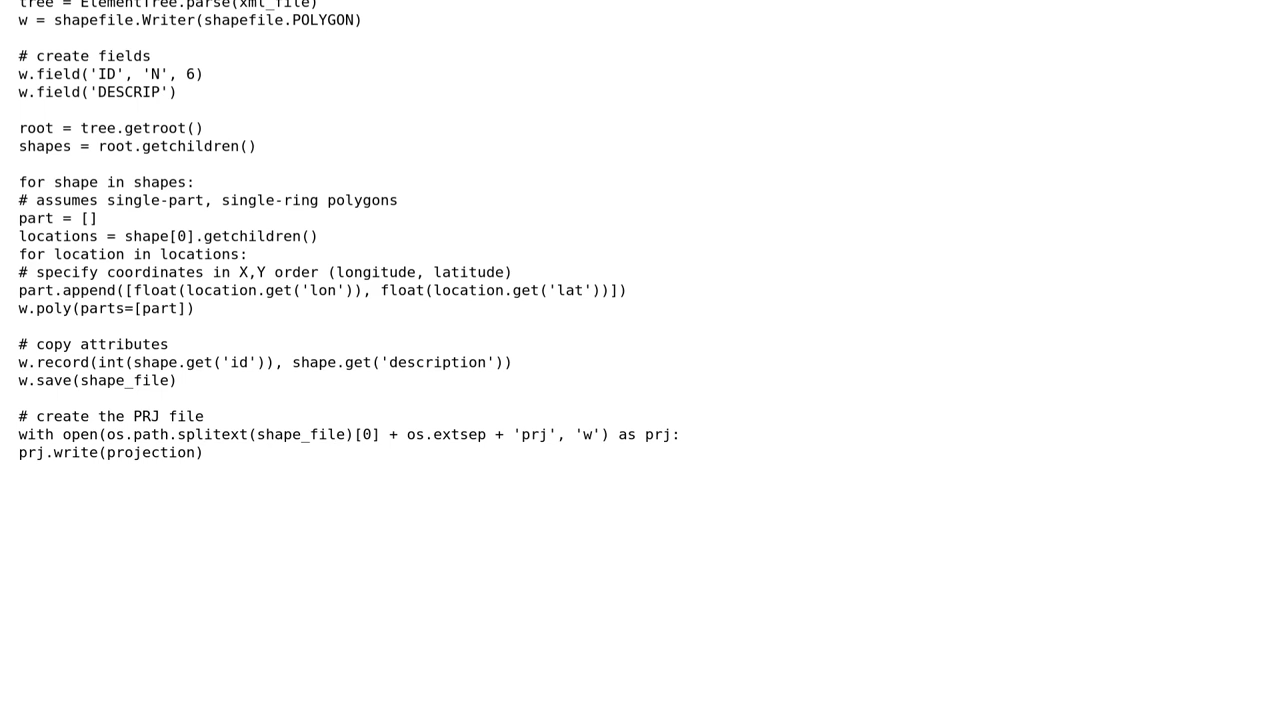 tree = ElementTree.parse(xml_file)
w = shapefile.Writer(shapefile.POLYGON)
# create fields
w.field('ID', 'N', 6)
w.field('DESCRIP')
root = tree.getroot()
shapes = root.getchildren()
for shape in shapes:
# assumes single-part, single-ring polygons
part = []
locations = shape[0].getchildren()
for location in locations:
# specify coordinates in X,Y order (longitude, latitude)
part.append([float(location.get('lon')), float(location.get('lat'))])
w.poly(parts=[part])
# copy attributes
w.record(int(shape.get('id')), shape.get('description'))
w.save(shape_file)
# create the PRJ file
with open(os.path.splitext(shape_file)[0] + os.extsep + 'prj', 'w') as prj:
prj.write(projection)